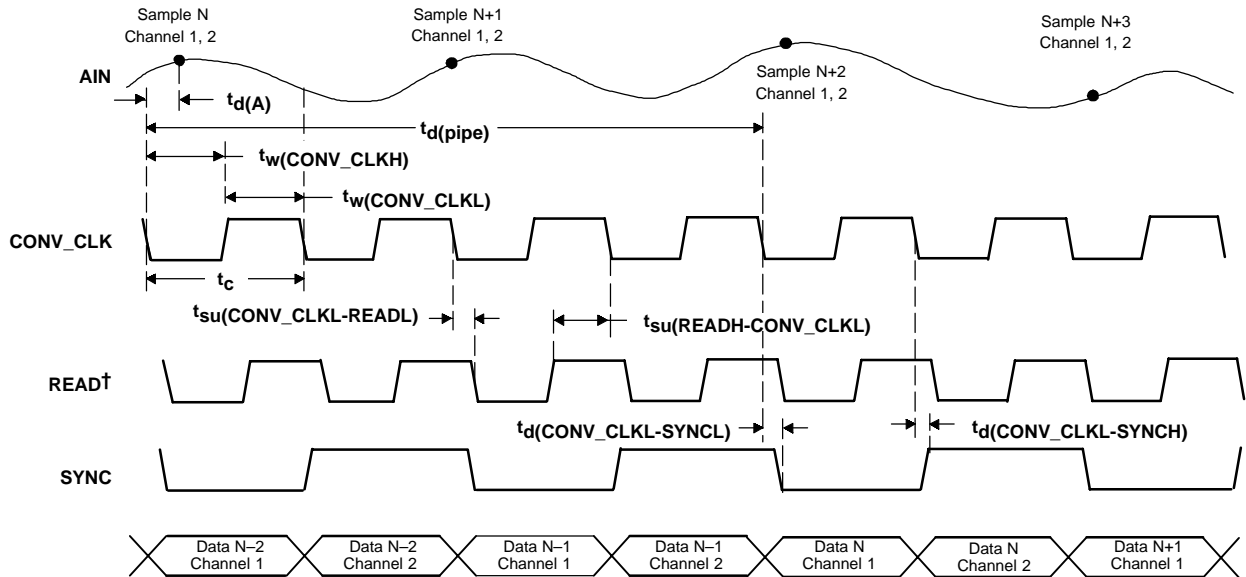 Sample N
Channel 1, 2
Sample N+1
Channel 1, 2
Sample N+3
Channel 1, 2
AIN
Sample N+2
Channel 1, 2
td(A)
td(pipe)
tw(CONV_CLKH)
tw(CONV_CLKL)
CONV_CLK
tc
tsu(CONV_CLKL-READL)
tsu(READH-CONV_CLKL)
READ†
td(CONV_CLKL-SYNCL)
td(CONV_CLKL-SYNCH)
SYNC
Data N–2
Channel 1
Data N–2
Channel 2
Data N–1
Channel 1
Data N–1
Channel 2
Data N
Channel 1
Data N
Channel 2
Data N+1
Channel 1